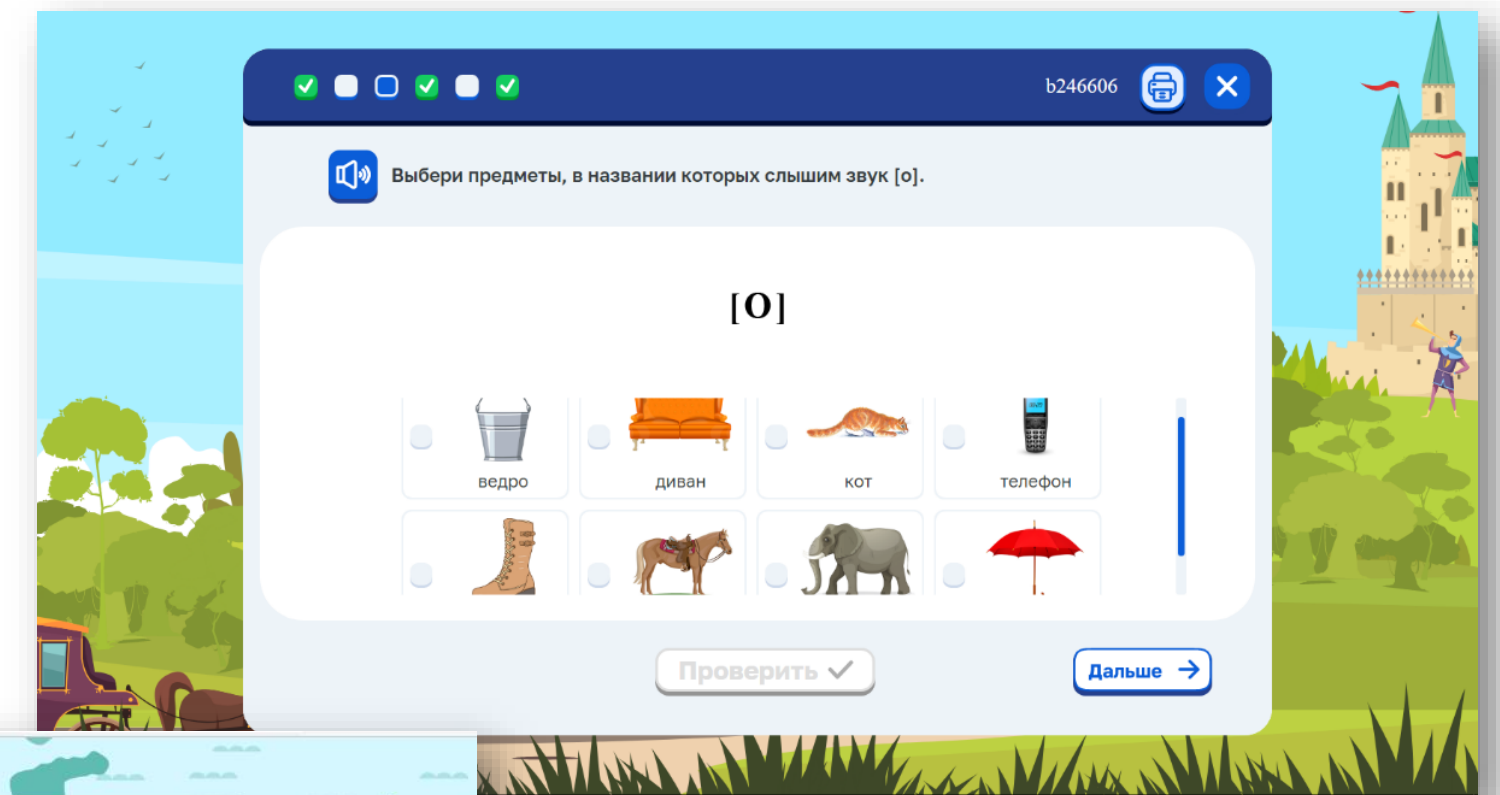 b246606
Выбери предметы, в названии которых слышим звук [о].
[О]
ведро
диван
кот
телефон
Проверить
Дальше